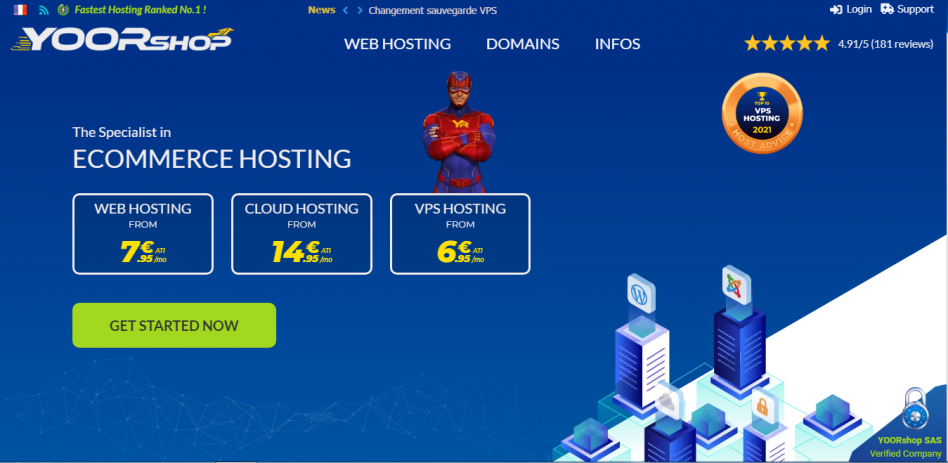 Fastest Hosting Ranked No.1 !
News < > Changement sauvegarde VPS
Login Support
YOORSHOP
WEB HOSTING DOMAINS INFOS
4.91/5 (181 reviews)
TOP 10
VPS
HOSTING
2021
HOST ADVICE
YR
The Specialist in
ECOMMERCE HOSTING
WEB HOSTING
FROM
7€.95 ATI /mo
CLOUD HOSTING
FROM
14€.95 ATI /mo
VPS HOSTING
FROM
6€.95 ATI /mo
GET STARTED NOW
YOORshop SAS
Verified Company